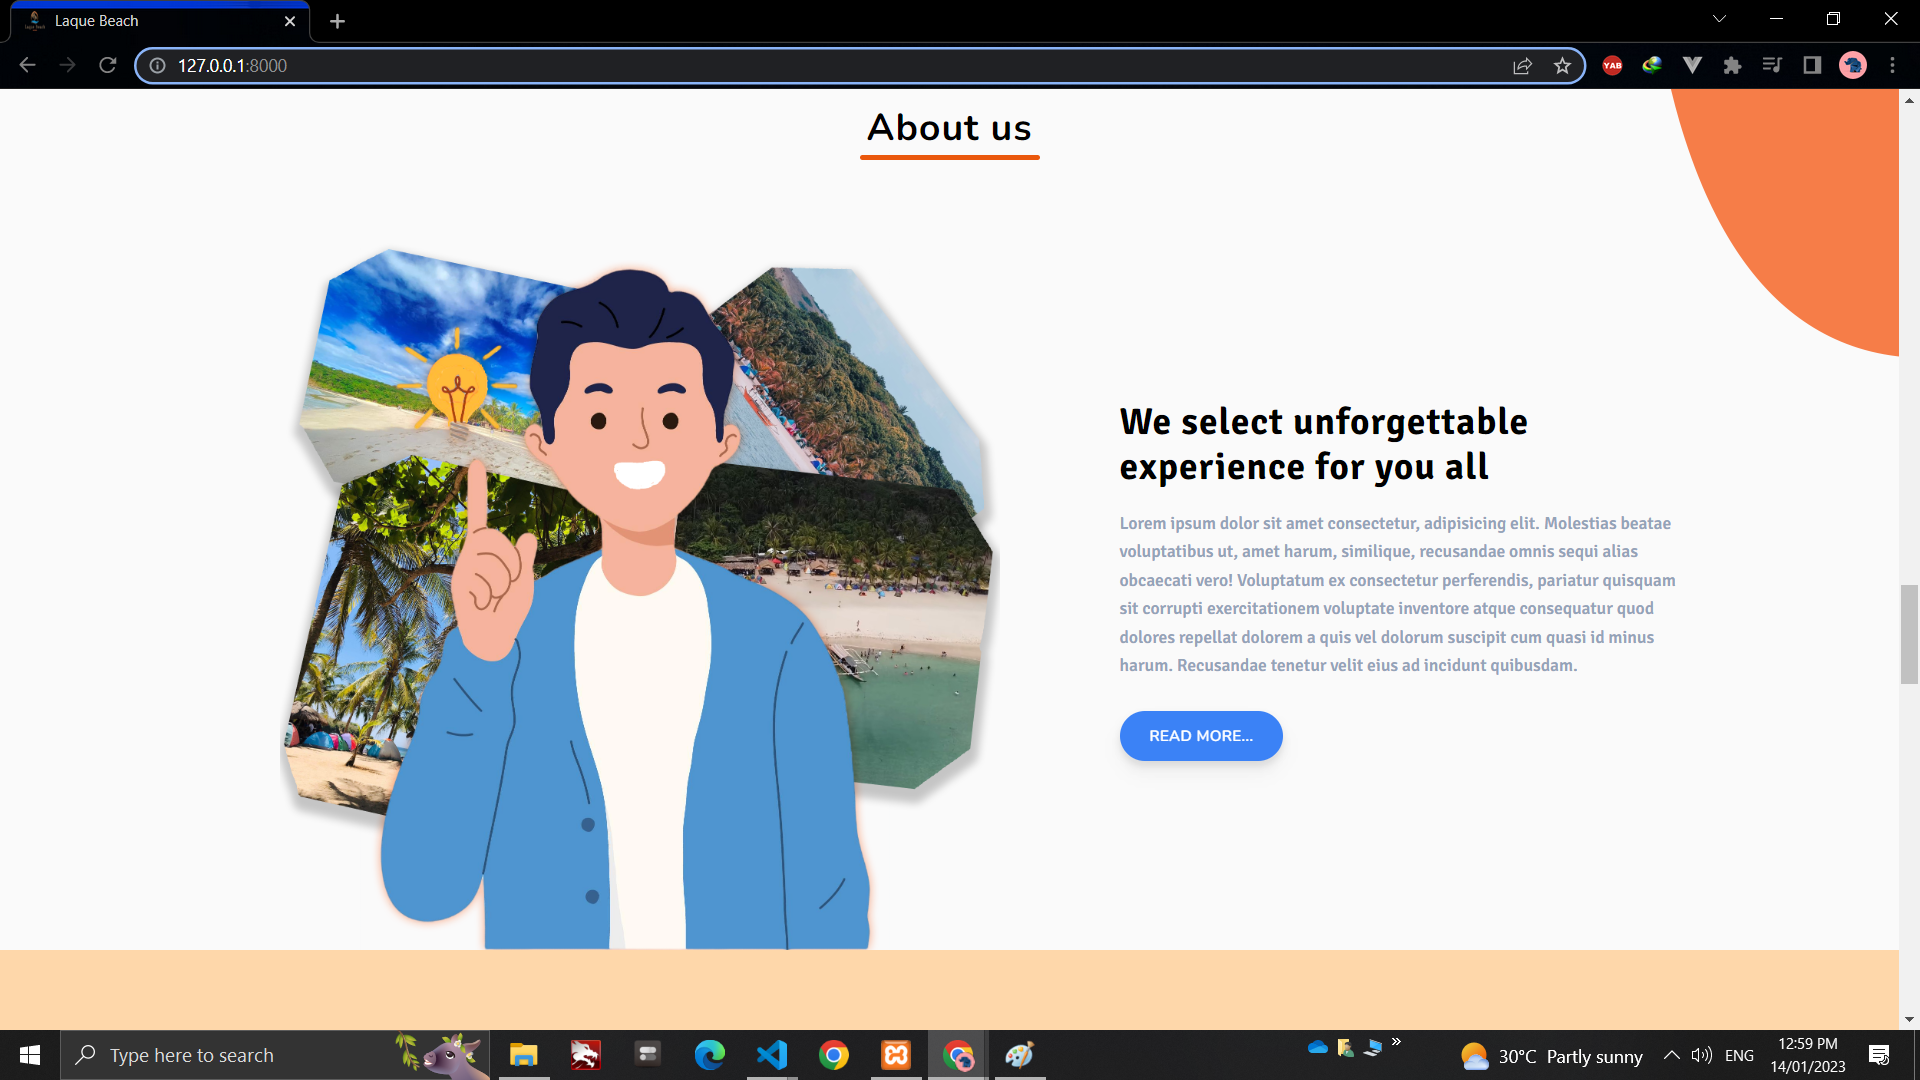 Laque Beach
127.0.0.1:8000
YAB
About us
We select unforgettable
experience for you all
Lorem ipsum dolor sit amet consectetur, adipisicing elit. Molestias beatae
voluptatibus ut, amet harum, similique, recusandae omnis sequi alias
obcaecati vero! Voluptatum ex consectetur perferendis, pariatur quisquam
sit corrupti exercitationem voluptate inventore atque consequatur quod
dolores repellat dolorem a quis vel dolorum suscipit cum quasi id minus
harum. Recusandae tenetur velit eius ad incidunt quibusdam.
READ MORE...
Type here to search
30°C Partly sunny
ENG
12:59 PM
14/01/2023